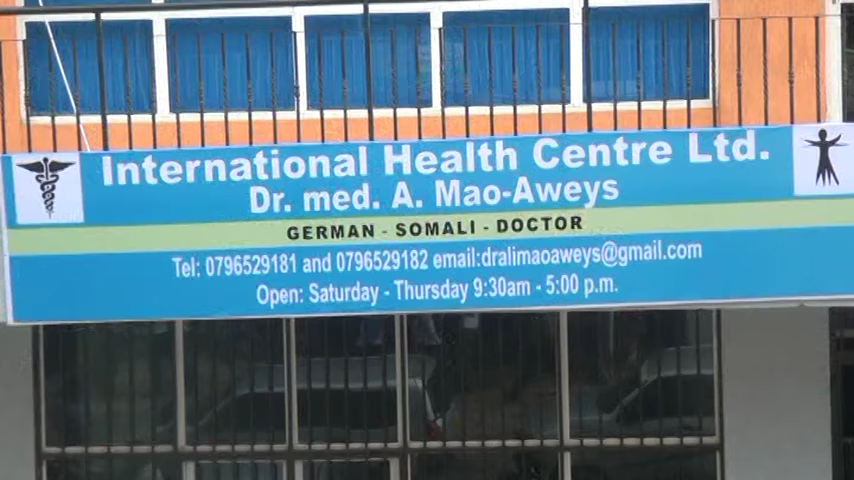 International Health Centre Ltd.
Dr. med. A. Mao-Aweys
GERMAN - SOMALI - DOCTOR
Tel: 0796529181 and 0796529182 email:dralimaoaweys@gmail.com
Open: Saturday - Thursday 9:30am - 5:00 p.m.